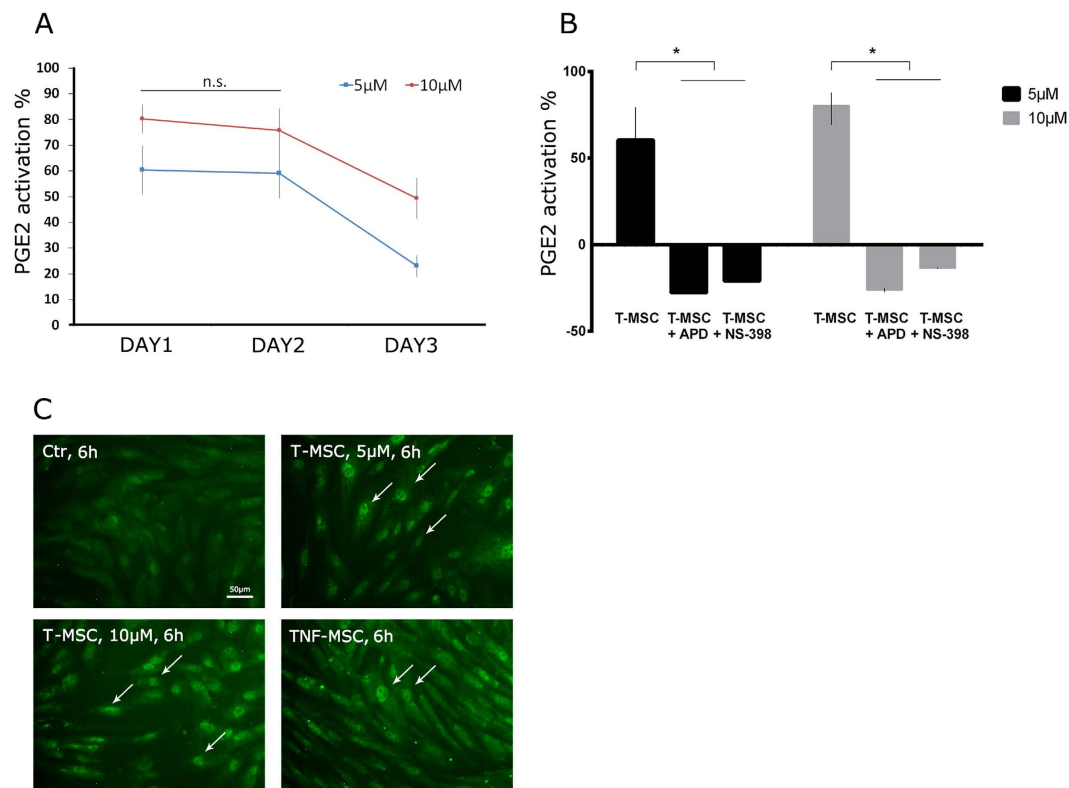 A
PGE2 activation %
100
90
80
70
60
50
40
30
20
10
0
n.s.
5µM
10µM
DAY1 DAY2 DAY3
B
PGE2 activation %
100
50
0
-50
*
*
5µM
10µM
T-MSC T-MSC T-MSC T-MSC T-MSC T-MSC
+ APD + NS-398 + APD + NS-398
C
Ctr, 6h
50µm
T-MSC, 5µM, 6h
T-MSC, 10µM, 6h
TNF-MSC, 6h